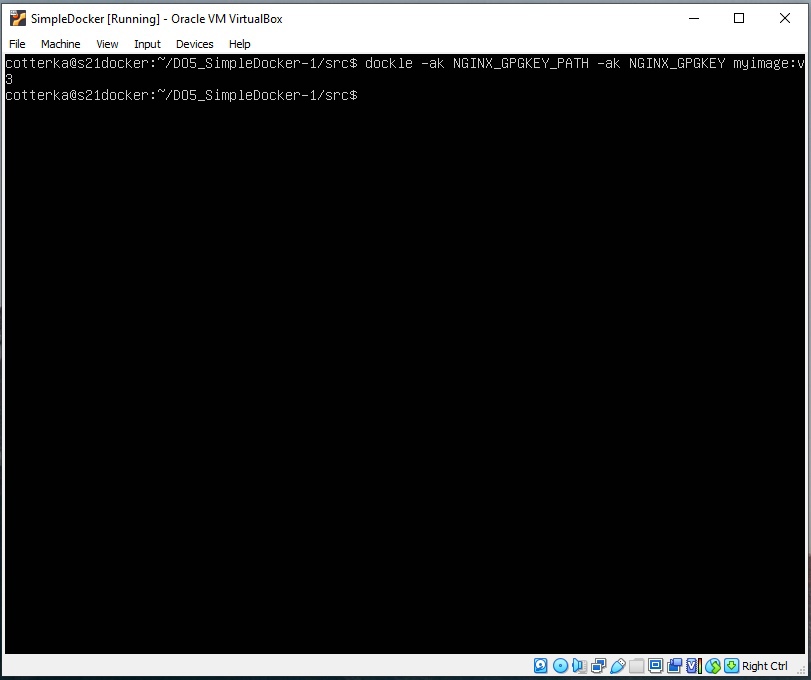 SimpleDocker [Running] - Oracle VM VirtualBox
File Machine View Input Devices Help
cotterka@s21docker:~/DO5_SimpleDocker-1/src$ dockle -ak NGINX_GPGKEY_PATH -ak NGINX_GPGKEY myimage:v
3
cotterka@s21docker:~/DO5_SimpleDocker-1/src$
Right Ctrl